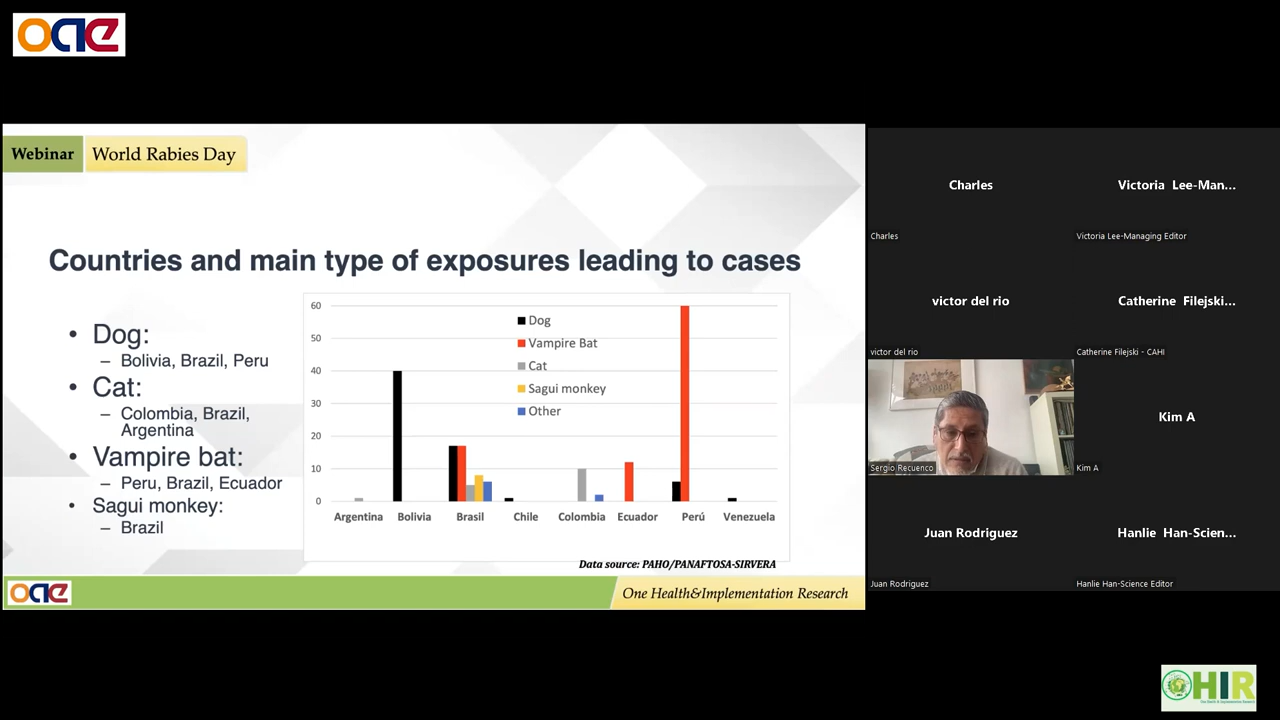 oae
Webinar World Rabies Day
Countries and main type of exposures leading to cases
• Dog:
– Bolivia, Brazil, Peru
• Cat:
– Colombia, Brazil,
Argentina
• Vampire bat:
– Peru, Brazil, Ecuador
• Sagui monkey:
– Brazil
60
50
40
30
20
10
0
Dog
Vampire Bat
Cat
Sagui monkey
Other
Argentina Bolivia Brasil Chile Colombia Ecuador Perú Venezuela
Data source: PAHO/PANAFTOSA-SIRVERA
oae One Health&Implementation Research
Charles
Charles
Victoria Lee-Man...
Victoria Lee-Managing Editor
victor del rio
victor del rio
Catherine Filejski...
Catherine Filejski - CAHI
Sergio Recuenco
Kim A
Kim A
Juan Rodriguez
Juan Rodriguez
Hanlie Han-Scien...
Hanlie Han-Science Editor
OHIR